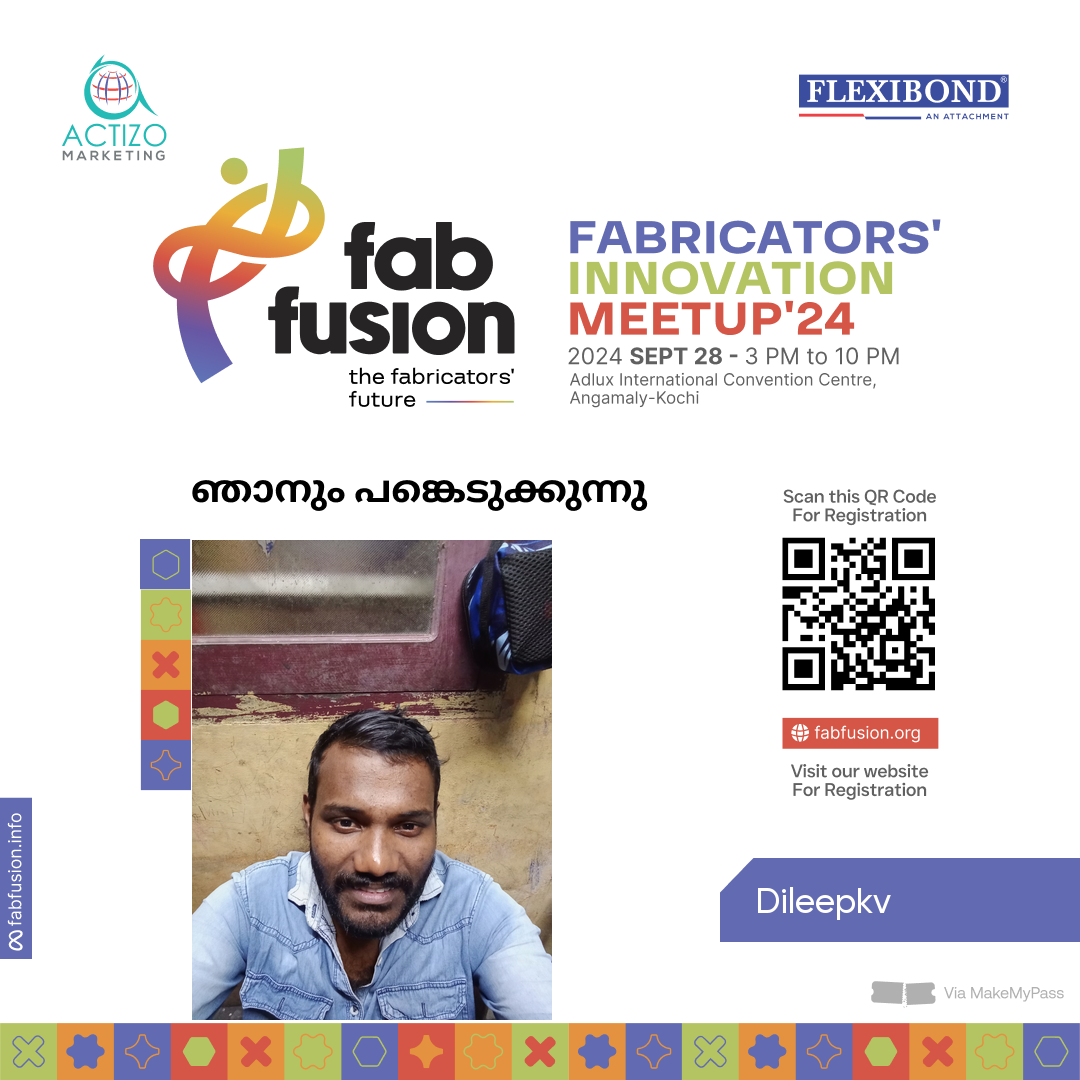 ACTIZO
MARKETING
FLEXIBOND®
AN ATTACHMENT
fab
fusion
the fabricators'
future
FABRICATORS'
INNOVATION
MEETUP'24
2024 SEPT 28 - 3 PM to 10 PM
Adlux International Convention Centre,
Angamaly-Kochi
ഞാനും പങ്കെടുക്കുന്നു
Scan this QR Code
For Registration
fabfusion.org
Visit our website
For Registration
fabfusion.info
Dileepkv
Via MakeMyPass